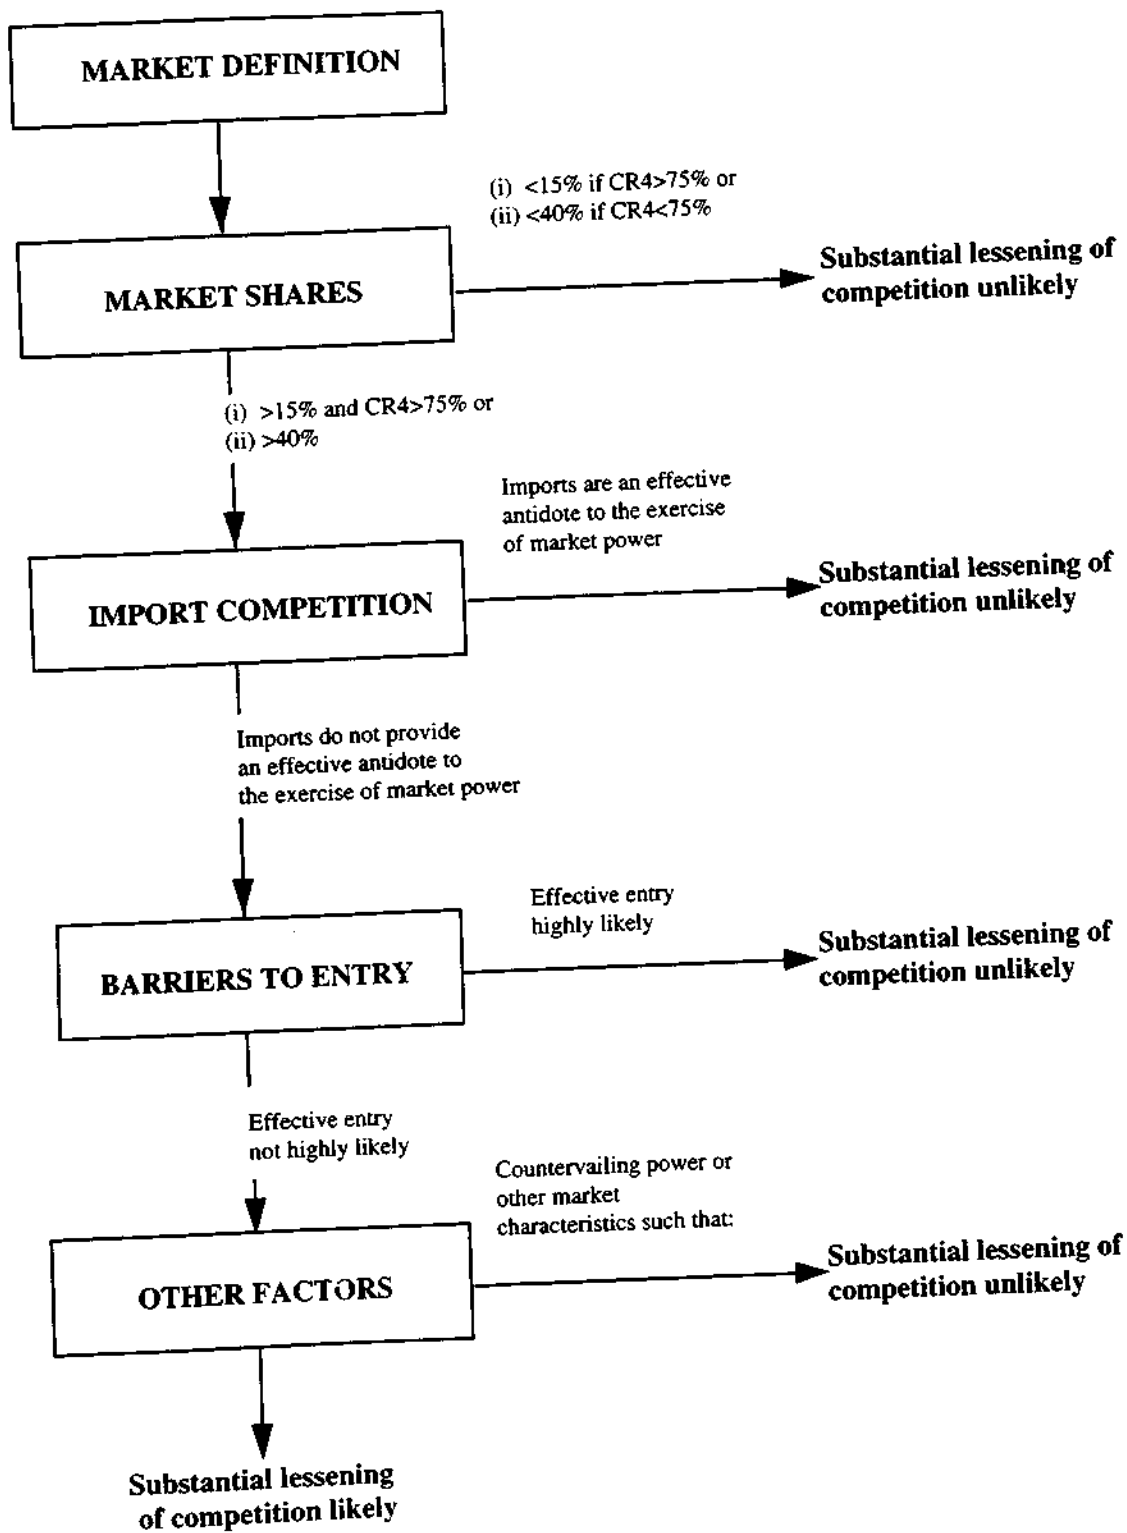 MARKET DEFINITION
(i) <15% if CR4>75% or
(ii) <40% if CR4<75%
Substantial lessening of
competition unlikely
MARKET SHARES
(i) >15% and CR4>75% or
(ii) >40%
Imports are an effective
antidote to the exercise
of market power
Substantial lessening of
competition unlikely
IMPORT COMPETITION
Imports do not provide
an effective antidote to
the exercise of market power
Effective entry
highly likely
Substantial lessening of
competition unlikely
BARRIERS TO ENTRY
Effective entry
not highly likely
Countervailing power or
other market
characteristics such that:
Substantial lessening of
competition unlikely
OTHER FACTORS
Substantial lessening
of competition likely